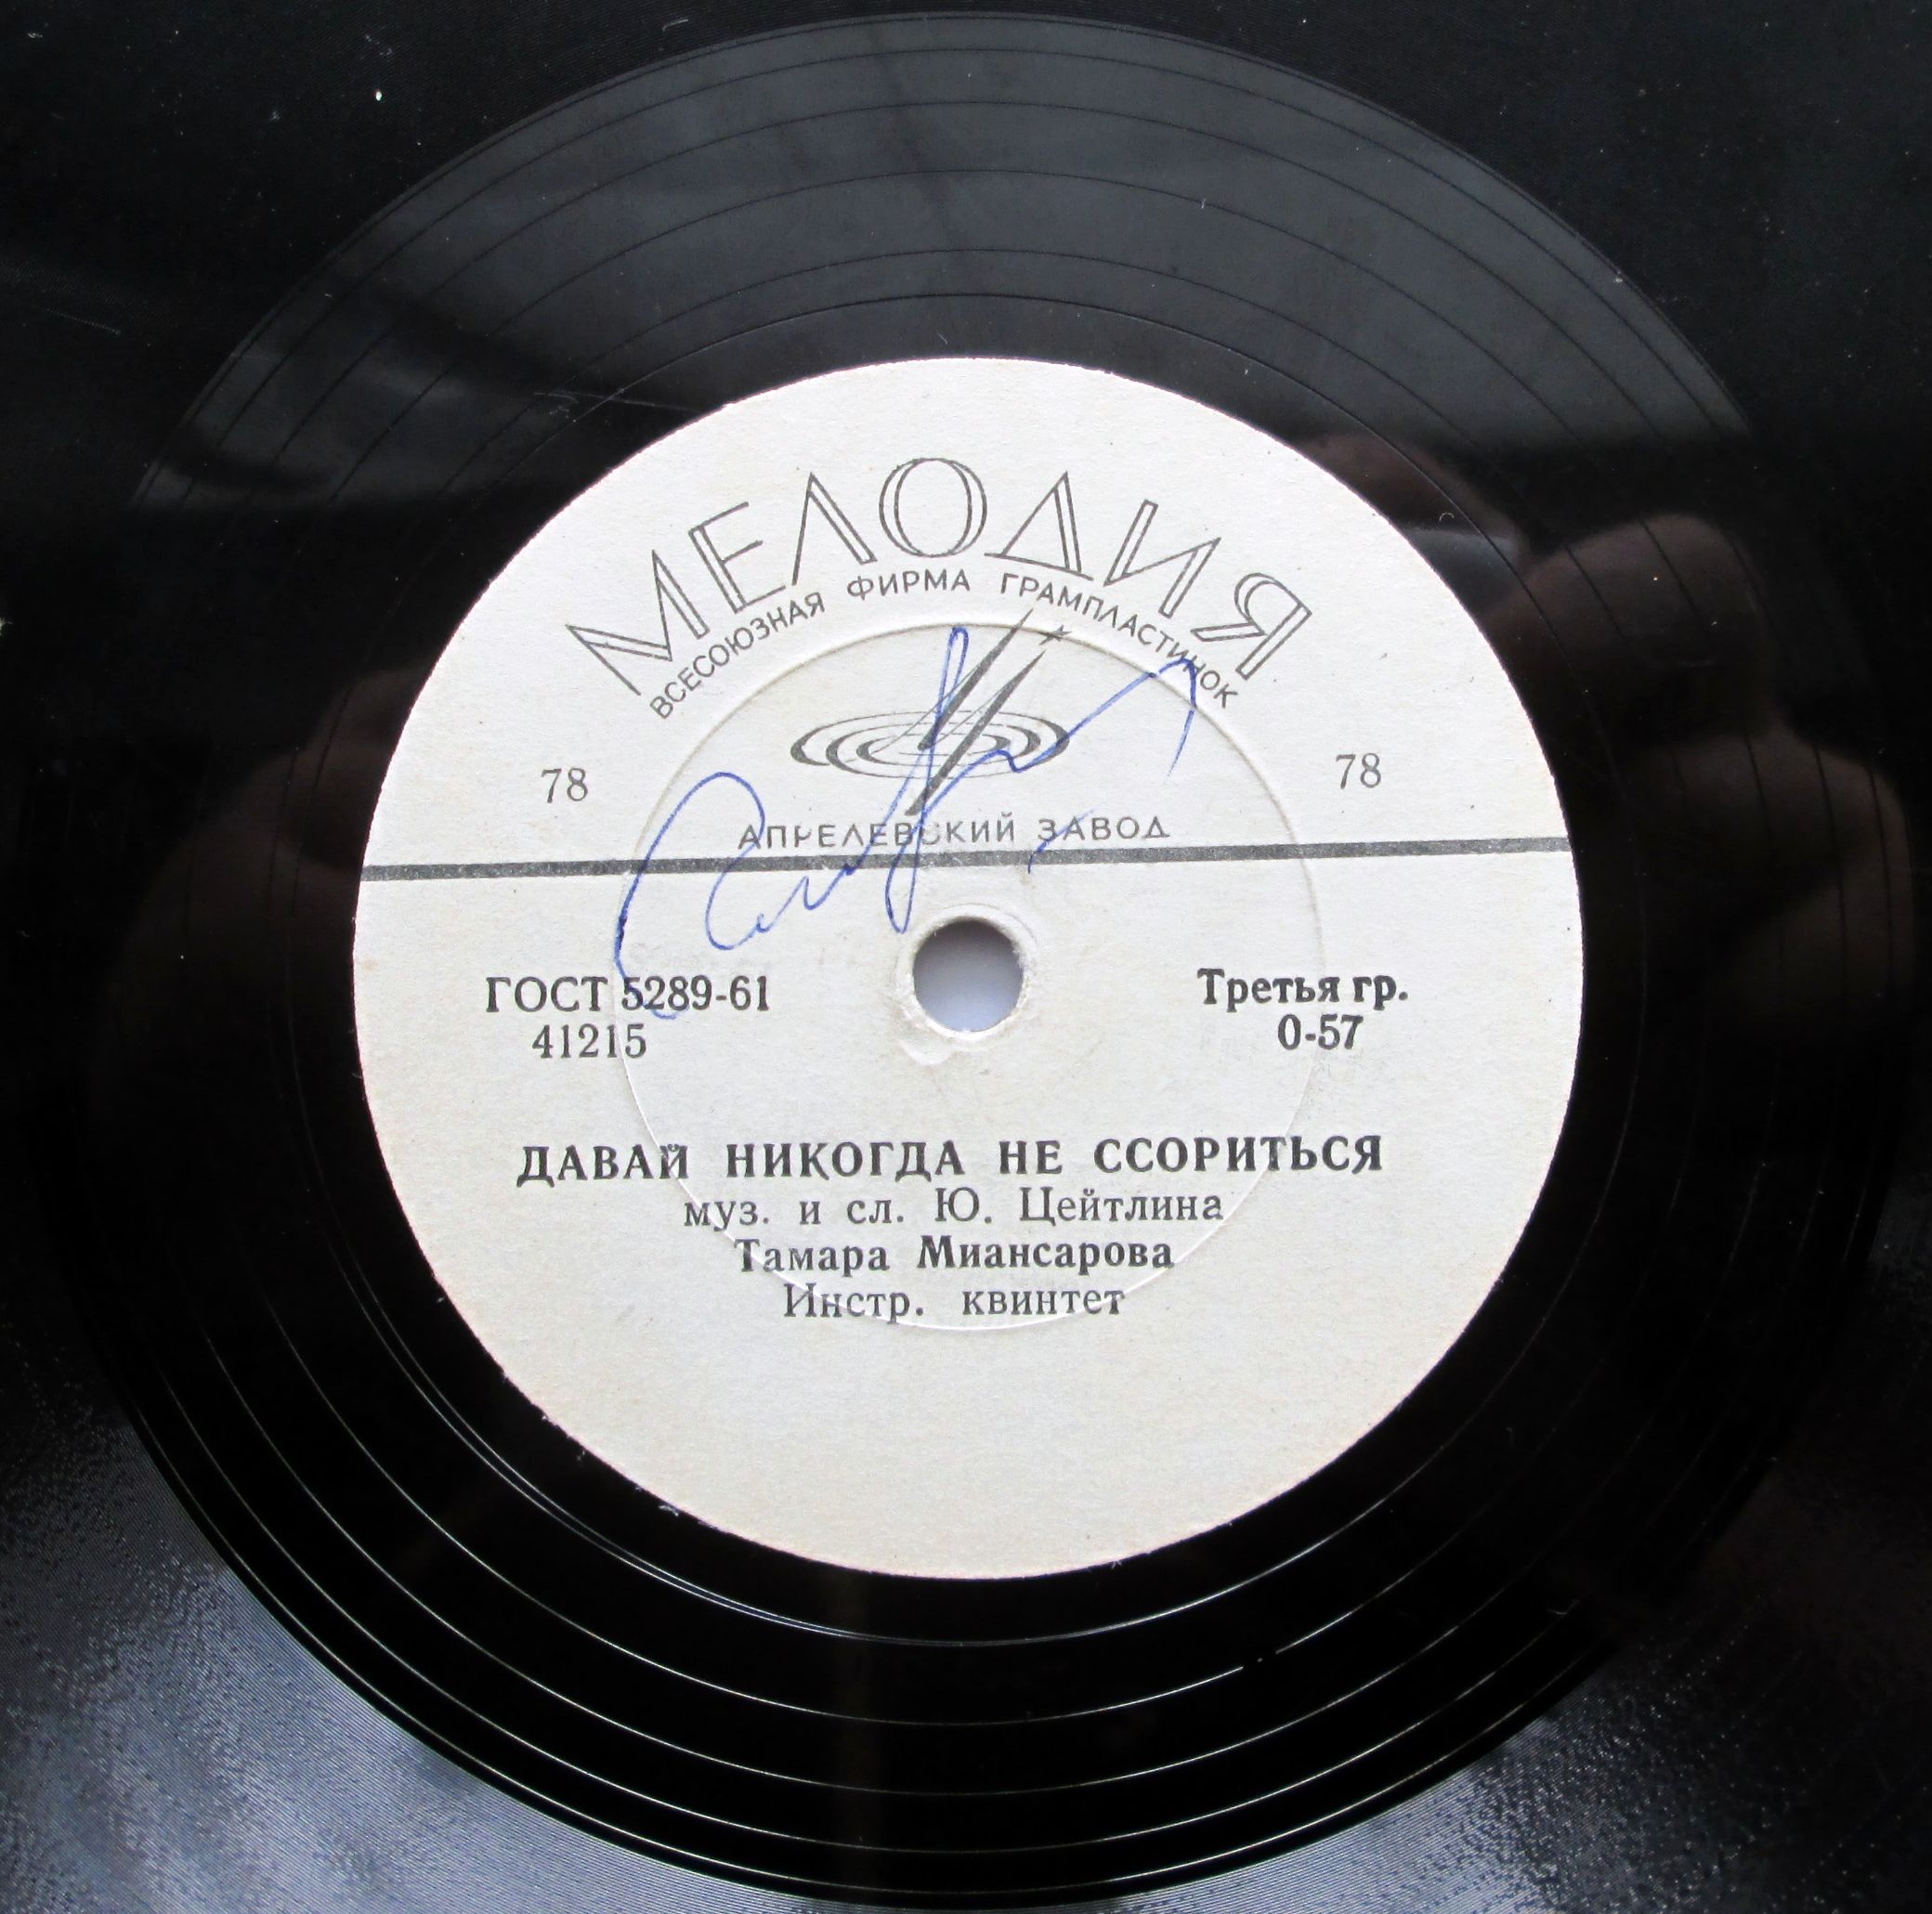 МЕЛОДИЯ
ВСЕСОЮЗНАЯ ФИРМА ГРАМПЛАСТИНОК
78 78
АПРЕЛЕВСКИЙ ЗАВОД
ГОСТ 5289-61 Третья гр.
41215 0-57
ДАВАЙ НИКОГДА НЕ ССОРИТЬСЯ
муз. и сл. Ю. Цейтлина
Тамара Миансарова
Инстр. квинтет